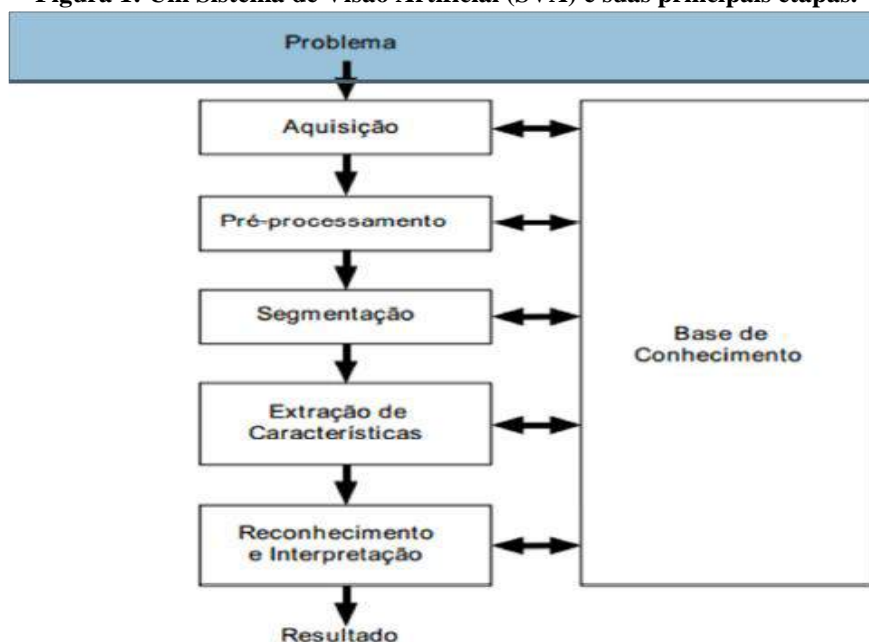 Figura 1: Um Sistema de Visão Artificial (SVA) e suas principais etapas.
Problema
Aquisição
Pré-processamento
Segmentação
Extração de
Características
Reconhecimento
e Interpretação
Resultado
Base de
Conhecimento